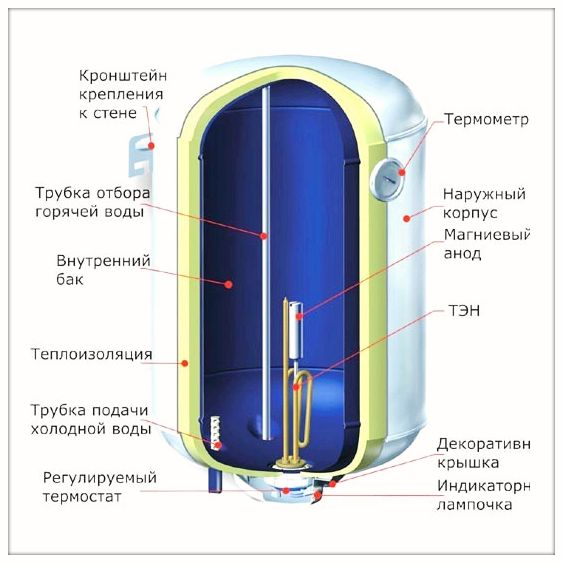 Кронштейн
крепления
к стене
Термометр
Трубка отбора
горячей воды
Наружный
корпус
Магниевый
анод
Внутренний
бак
ТЭН
Теплоизоляция
Трубка подачи
холодной воды
Декоративн
крышка
Регулируемый
термостат
Индикаторн
лампочка